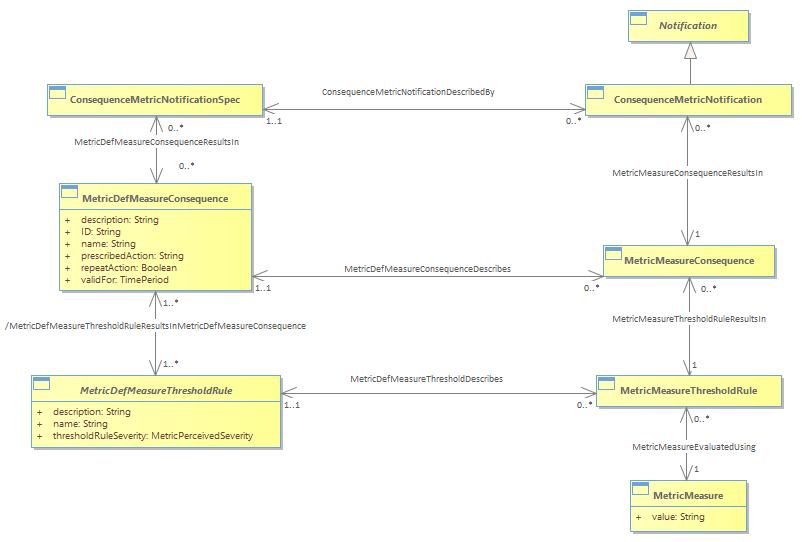 Notification
ConsequenceMetricNotificationSpec
ConsequenceMetricNotificationDescribedBy
1..1
0..*
ConsequenceMetricNotification
0..*
MetricDefMeasureConsequenceResultsIn
0..*
0..*
MetricMeasureConsequenceResultsIn
1
MetricDefMeasureConsequence
+ description: String
+ ID: String
+ name: String
+ prescribedAction: String
+ repeatAction: Boolean
+ validFor: TimePeriod
MetricDefMeasureConsequenceDescribes
1..1
0..*
MetricMeasureConsequence
1..*
/MetricDefMeasureThresholdRuleResultsInMetricDefMeasureConsequence
1..*
0..*
MetricMeasureThresholdRuleResultsIn
1
MetricDefMeasureThresholdRule
+ description: String
+ name: String
+ thresholdRuleSeverity: MetricPerceivedSeverity
MetricDefMeasureThresholdDescribes
1..1
0..*
MetricMeasureThresholdRule
0..*
MetricMeasureEvaluatedUsing
1
MetricMeasure
+ value: String